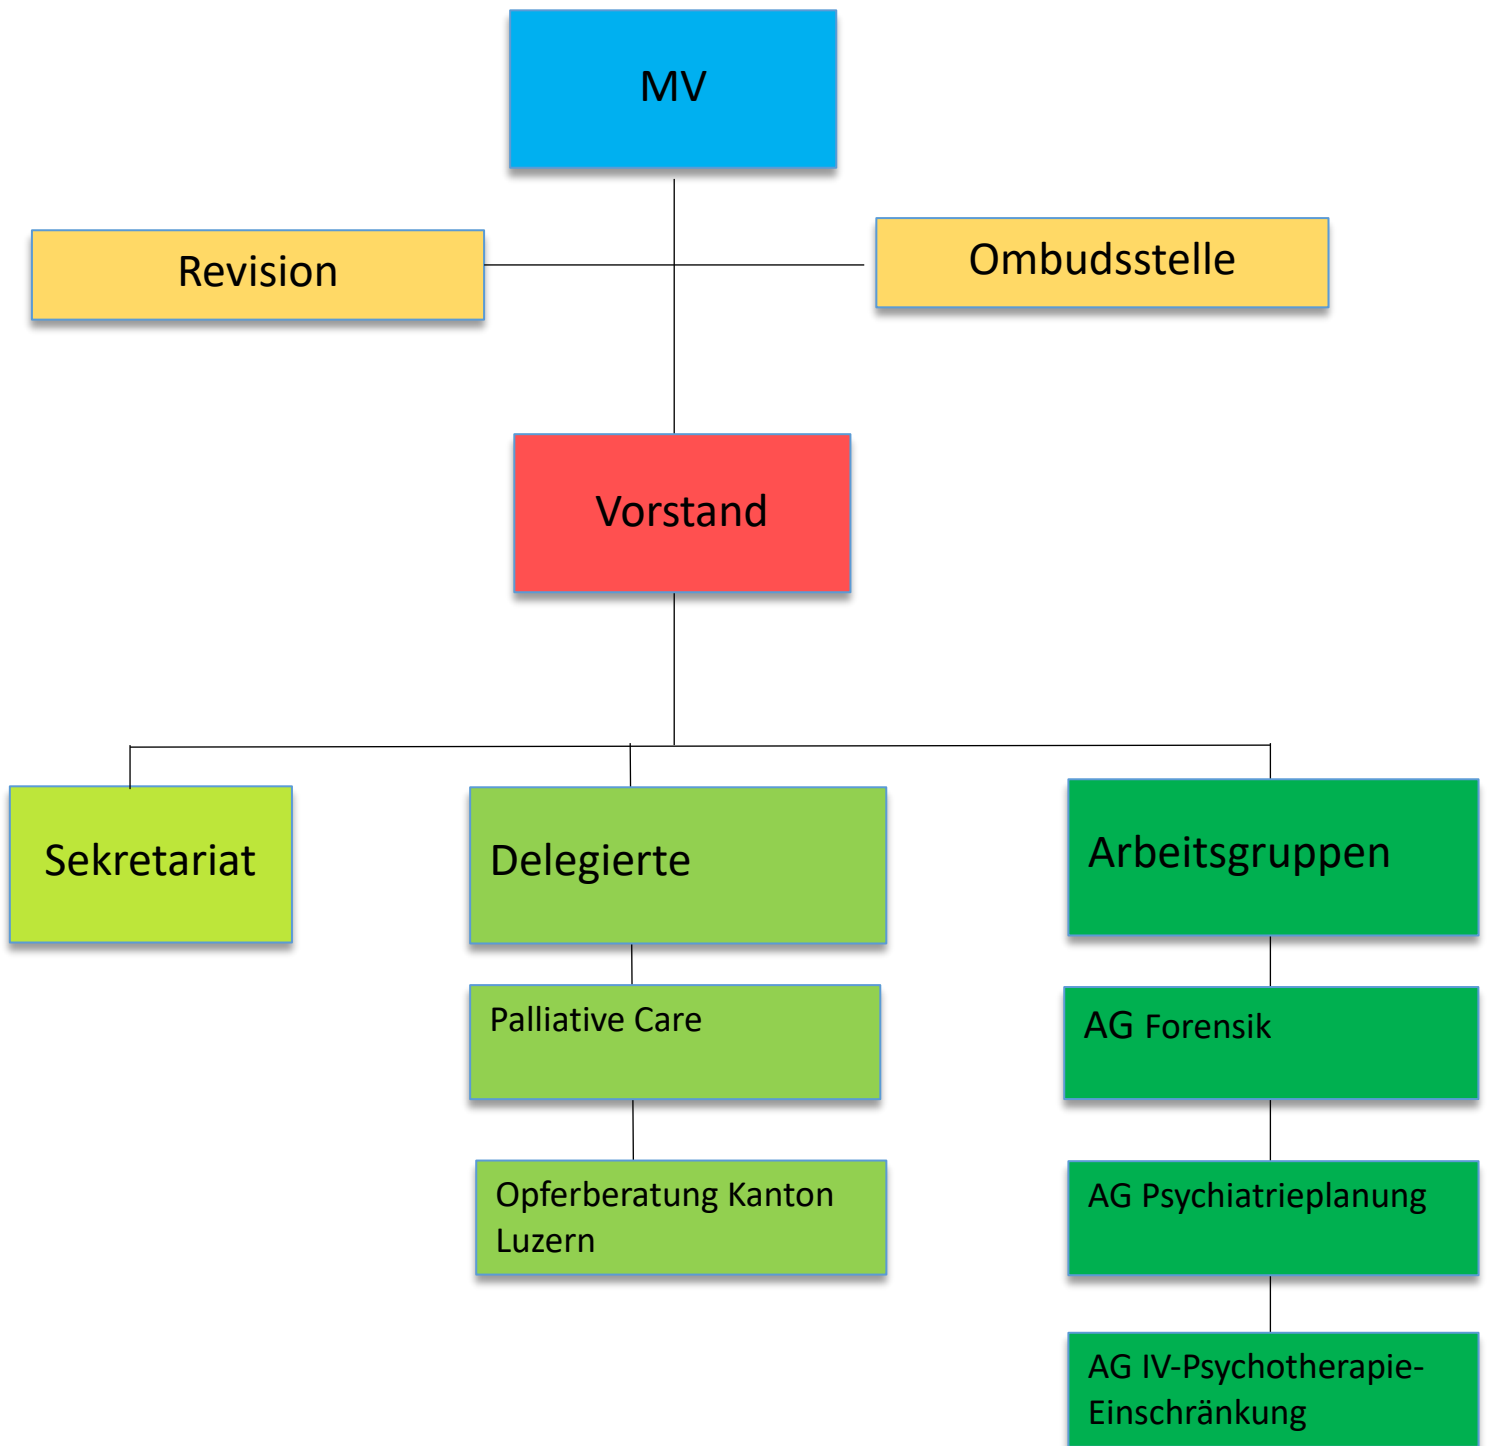 MV
Revision
Ombudsstelle
Vorstand
Sekretariat
Delegierte
Arbeitsgruppen
Palliative Care
AG Forensik
Opferberatung Kanton
Luzern
AG Psychiatrieplanung
AG IV-Psychotherapie-
Einschränkung